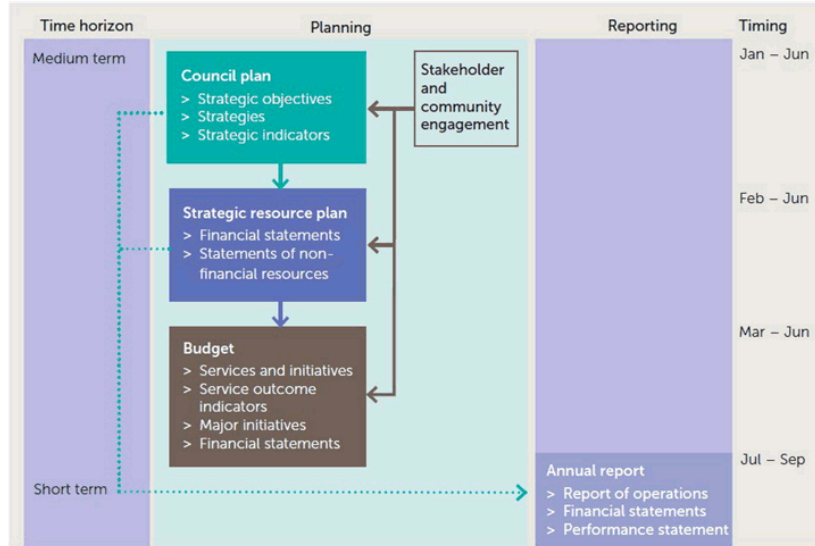 Time horizon
Planning
Reporting
Timing
Medium term
Jan – Jun
Council plan
> Strategic objectives
> Strategies
> Strategic indicators
Stakeholder
and
community
engagement
Feb – Jun
Strategic resource plan
> Financial statements
> Statements of non-
financial resources
Mar – Jun
Budget
> Services and initiatives
> Service outcome
indicators
> Major initiatives
> Financial statements
Jul – Sep
Short term
Annual report
> Report of operations
> Financial statements
> Performance statement